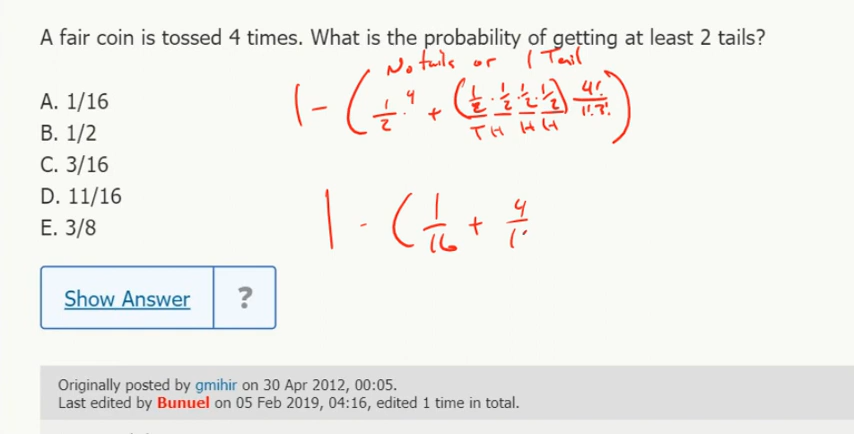 A fair coin is tossed 4 times. What is the probability of getting at least 2 tails?
No tails or 1 Tail
A. 1/16
B. 1/2
C. 3/16
D. 11/16
E. 3/8
1 - (1/2^4 + (1/2 · 1/2 · 1/2 · 1/2) 4!/1!·3!)
T H H H
1 - (1/16 + 4/1
Show Answer
?
Originally posted by gmihir on 30 Apr 2012, 00:05.
Last edited by Bunuel on 05 Feb 2019, 04:16, edited 1 time in total.